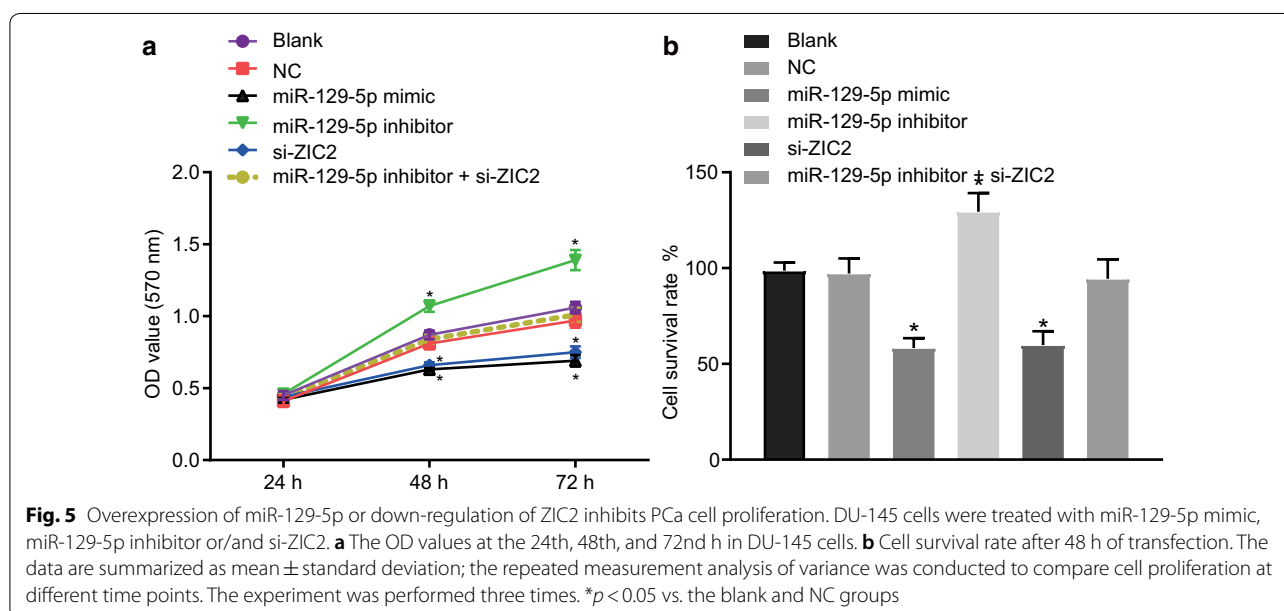 a
Blank
NC
miR-129-5p mimic
miR-129-5p inhibitor
si-ZIC2
miR-129-5p inhibitor + si-ZIC2
2.0
1.5
1.0
0.5
0.0
OD value (570 nm)
*
*
*
*
*
*
24 h
48 h
72 h
b
Blank
NC
miR-129-5p mimic
miR-129-5p inhibitor
si-ZIC2
miR-129-5p inhibitor + si-ZIC2
150
100
50
0
Cell survival rate %
*
*
*
Fig. 5 Overexpression of miR-129-5p or down-regulation of ZIC2 inhibits PCa cell proliferation. DU-145 cells were treated with miR-129-5p mimic,
miR-129-5p inhibitor or/and si-ZIC2. a The OD values at the 24th, 48th, and 72nd h in DU-145 cells. b Cell survival rate after 48 h of transfection. The
data are summarized as mean ± standard deviation; the repeated measurement analysis of variance was conducted to compare cell proliferation at
different time points. The experiment was performed three times. *p < 0.05 vs. the blank and NC groups